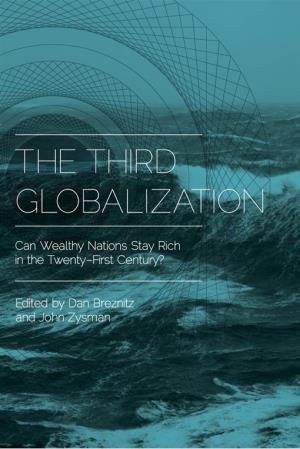 THE THIRD
GLOBALIZATION
Can Wealthy Nations Stay Rich
in the Twenty–First Century?
Edited by Dan Breznitz
and John Zysman